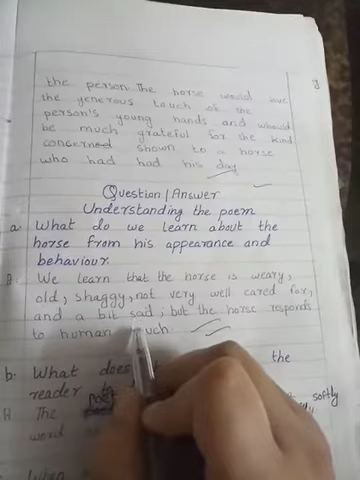 the person. The horse would love
the generous touch of the
person's young hands and whould
be much grateful for the kind
concerned shown to a horse
who had had his day
Question/Answer
Understanding the poem
a. What do we learn about the
horse from his appearance and
behaviour.
A. We learn that the horse is weary,
old, shaggy, not very well cared for,
and a bit sad; but the horse responds
to human touch.
b. What does the
reader to softly
A. The
word
When